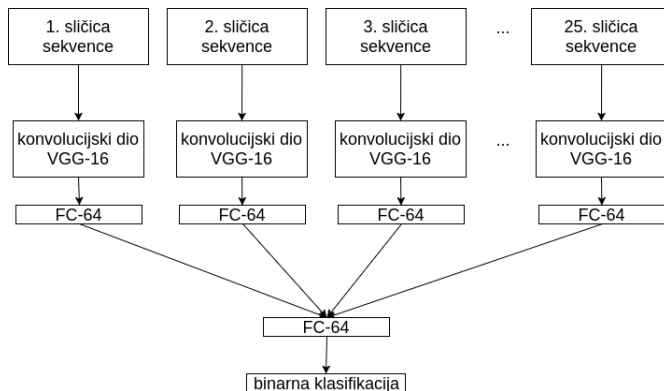 1. sličica
sekvence
2. sličica
sekvence
3. sličica
sekvence
...
25. sličica
sekvence
konvolucijski dio
VGG-16
konvolucijski dio
VGG-16
konvolucijski dio
VGG-16
...
konvolucijski dio
VGG-16
FC-64
FC-64
FC-64
FC-64
FC-64
binarna klasifikacija